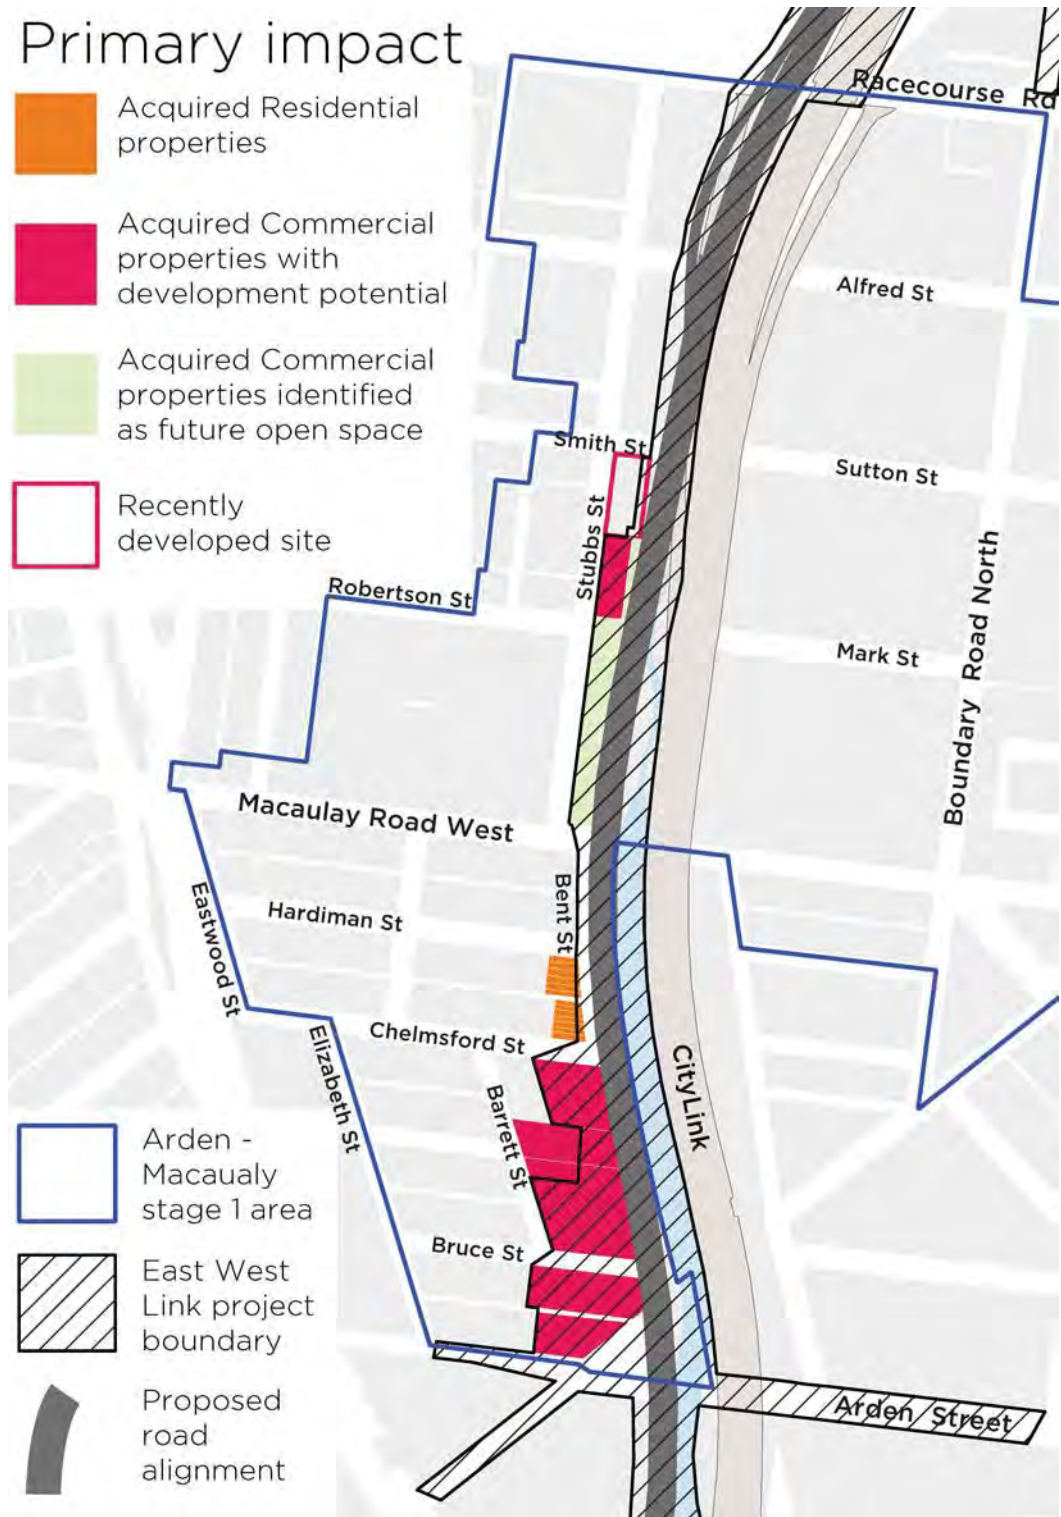 Primary impact
Acquired Residential
properties
Acquired Commercial
properties with
development potential
Acquired Commercial
properties identified
as future open space
Recently
developed site
Racecourse Rd
Alfred St
Smith St
Sutton St
Stubbs St
Robertson St
Mark St
Boundary Road North
Macaulay Road West
Bent St
Hardiman St
Eastwood St
Chelmsford St
Elizabeth St
CityLink
Barrett St
Bruce St
Arden Street
Arden -
Macaualy
stage 1 area
East West
Link project
boundary
Proposed
road
alignment